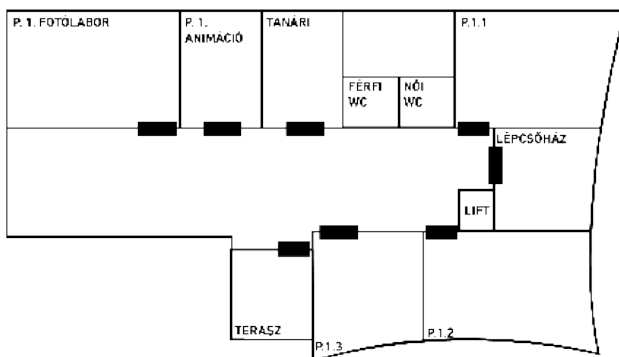 P. 1. FOTÓLABOR
P. 1.
ANIMÁCIÓ
TANÁRI
P.1.1
FÉRFI
WC
NŐI
WC
LÉPCSŐHÁZ
LIFT
TERASZ
P.1.3
P.1.2